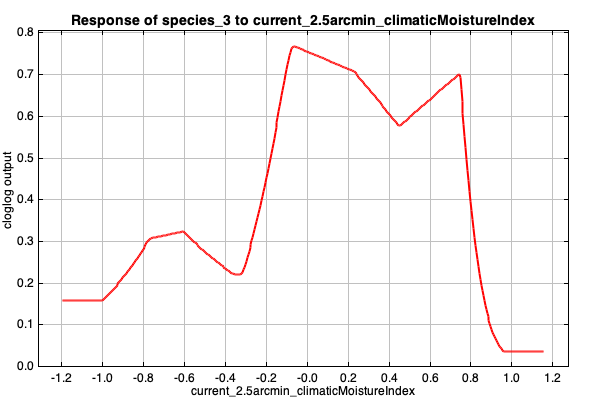 Response of species_3 to current_2.5arcmin_climaticMoistureIndex
cloglog output
0.8
0.7
0.6
0.5
0.4
0.3
0.2
0.1
0.0
-1.2 -1.0 -0.8 -0.6 -0.4 -0.2 -0.0 0.2 0.4 0.6 0.8 1.0 1.2
current_2.5arcmin_climaticMoistureIndex